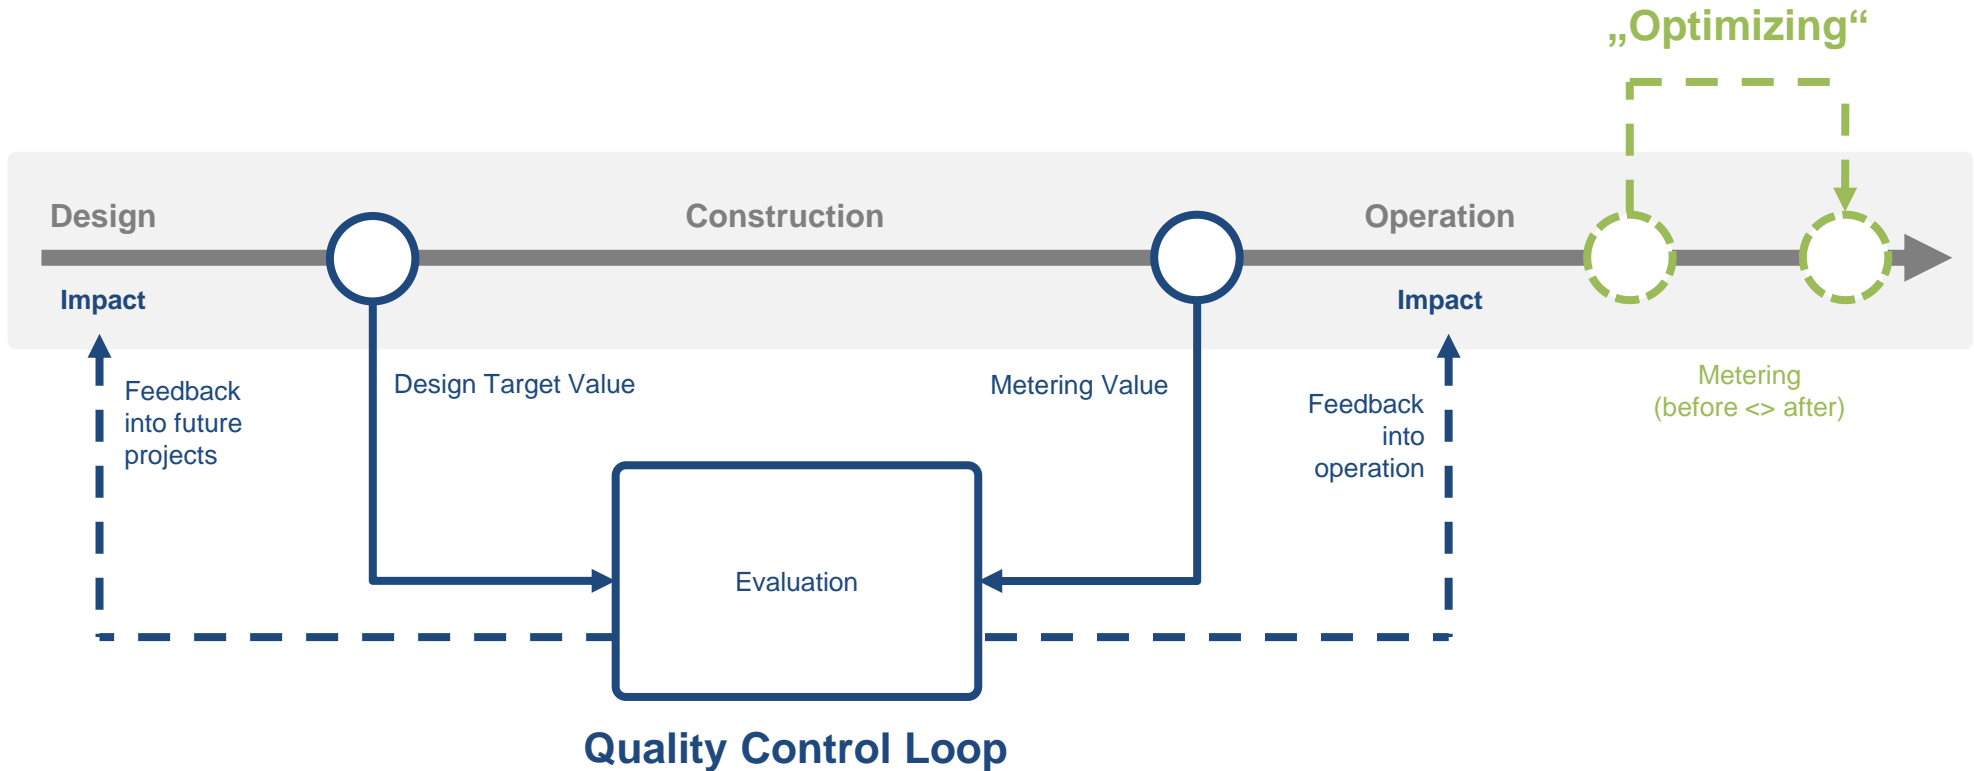 „Optimizing“
Design
Construction
Operation
Impact
Impact
Feedback
into future
projects
Design Target Value
Metering Value
Feedback
into
operation
Metering
(before <> after)
Evaluation
Quality Control Loop